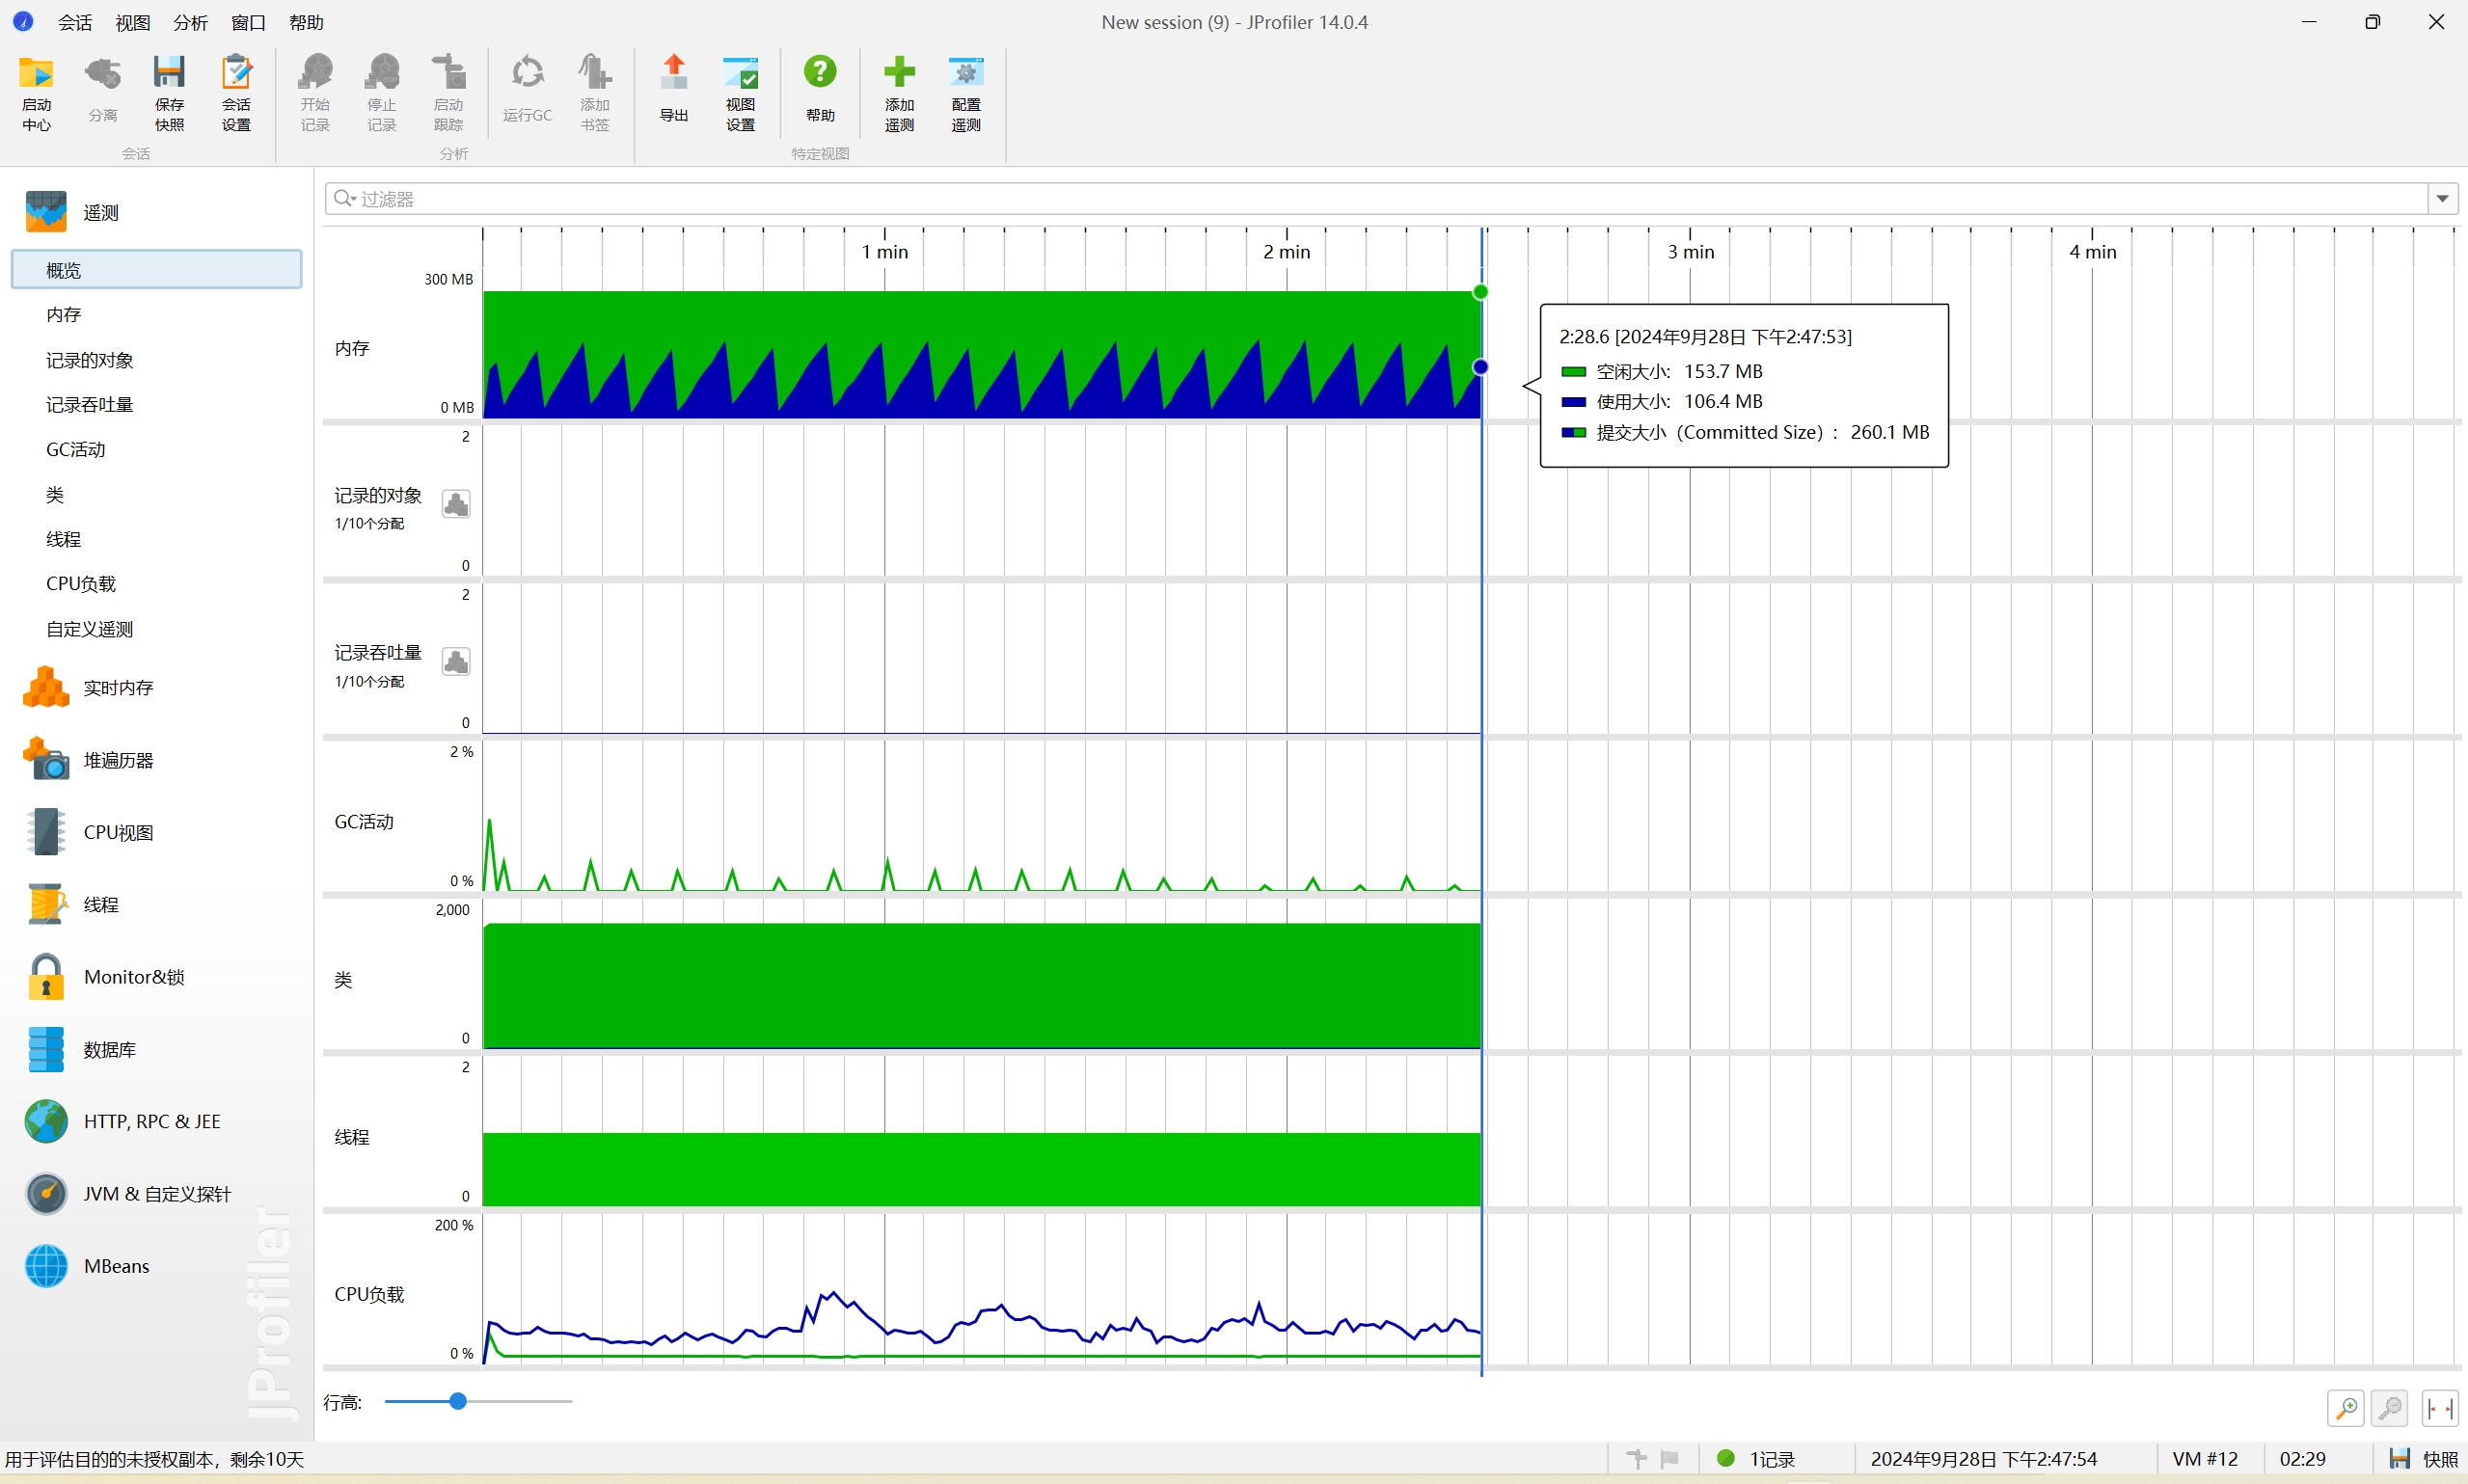 会话 视图 分析 窗口 帮助
New session (9) - JProfiler 14.0.4
启动中心
分离
保存快照
会话设置
开始记录
停止记录
启动跟踪
运行GC
添加书签
导出
视图设置
帮助
添加遥测
配置遥测
会话
分析
特定视图
遥测
概览
内存
记录的对象
记录吞吐量
GC活动
类
线程
CPU负载
自定义遥测
实时内存
堆遍历器
CPU视图
线程
Monitor&锁
数据库
HTTP, RPC & JEE
JVM & 自定义探针
MBeans
JProfiler
过滤器
1 min 2 min 3 min 4 min
300 MB
内存
0 MB
2:28.6 [2024年9月28日 下午2:47:53]
空闲大小: 153.7 MB
使用大小: 106.4 MB
提交大小（Committed Size）: 260.1 MB
2
记录的对象
1/10个分配
0
2
记录吞吐量
1/10个分配
0
2 %
GC活动
0 %
2,000
类
0
2
线程
0
200 %
CPU负载
0 %
行高:
用于评估目的的未授权副本，剩余10天
1记录
2024年9月28日 下午2:47:54
VM #12
02:29
快照